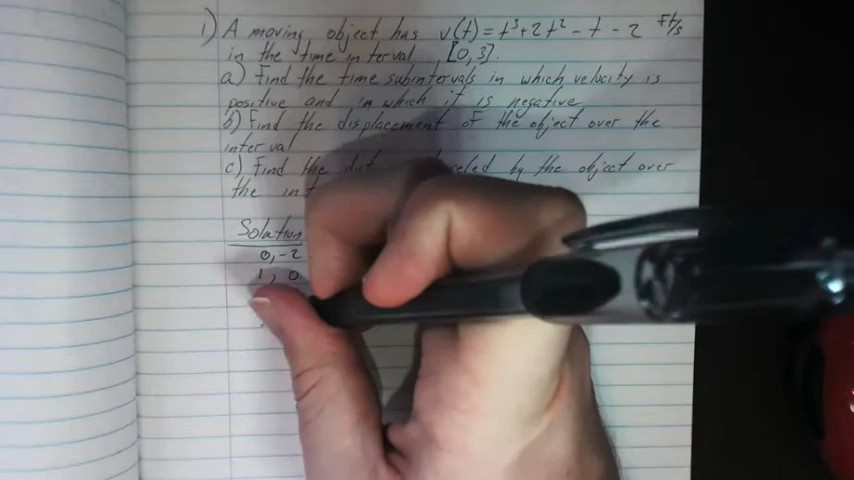 1) A moving object has v(t) = t³+2t² - t - 2 Ft/s
in the time interval [0,3].
a) Find the time subintervals in which velocity is
positive and in which it is negative
b) Find the displacement of the object over the
interval
c) Find the by the object over
the
Solution
0, -2
1, 0